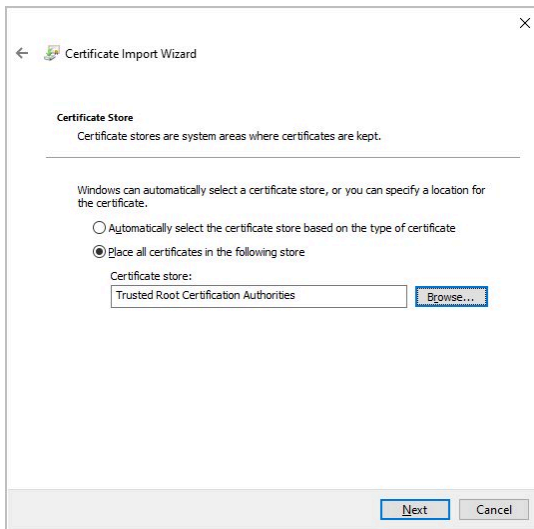 Certificate Import Wizard
Certificate Store
Certificate stores are system areas where certificates are kept.
Windows can automatically select a certificate store, or you can specify a location for
the certificate.
Automatically select the certificate store based on the type of certificate
Place all certificates in the following store
Certificate store:
Trusted Root Certification Authorities
Browse...
Next
Cancel